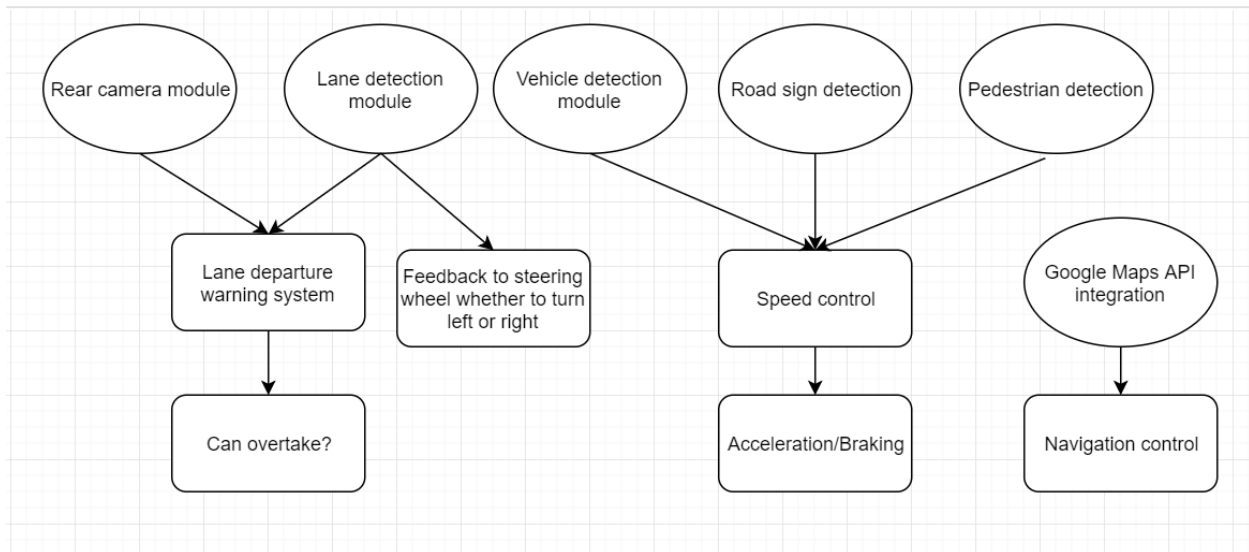 Rear camera module
Lane detection
module
Vehicle detection
module
Road sign detection
Pedestrian detection
Lane departure
warning system
Feedback to steering
wheel whether to turn
left or right
Speed control
Google Maps API
integration
Can overtake?
Acceleration/Braking
Navigation control